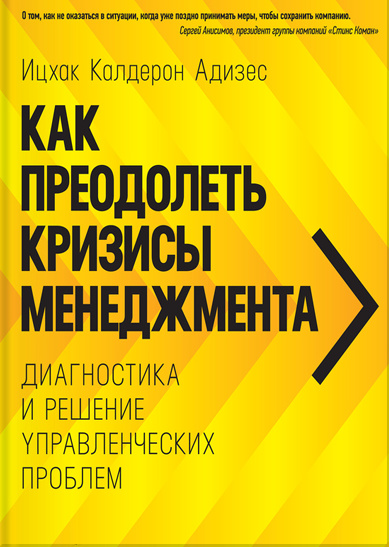 О том, как не оказаться в ситуации, когда уже поздно принимать меры, чтобы сохранить компанию.
Сергей Анисимов, президент группы компаний «Стинс Коман»
Ицхак Калдерон Адизес
КАК
ПРЕОДОЛЕТЬ
КРИЗИСЫ
МЕНЕДЖМЕНТА
ДИАГНОСТИКА
И РЕШЕНИЕ
УПРАВЛЕНЧЕСКИХ
ПРОБЛЕМ